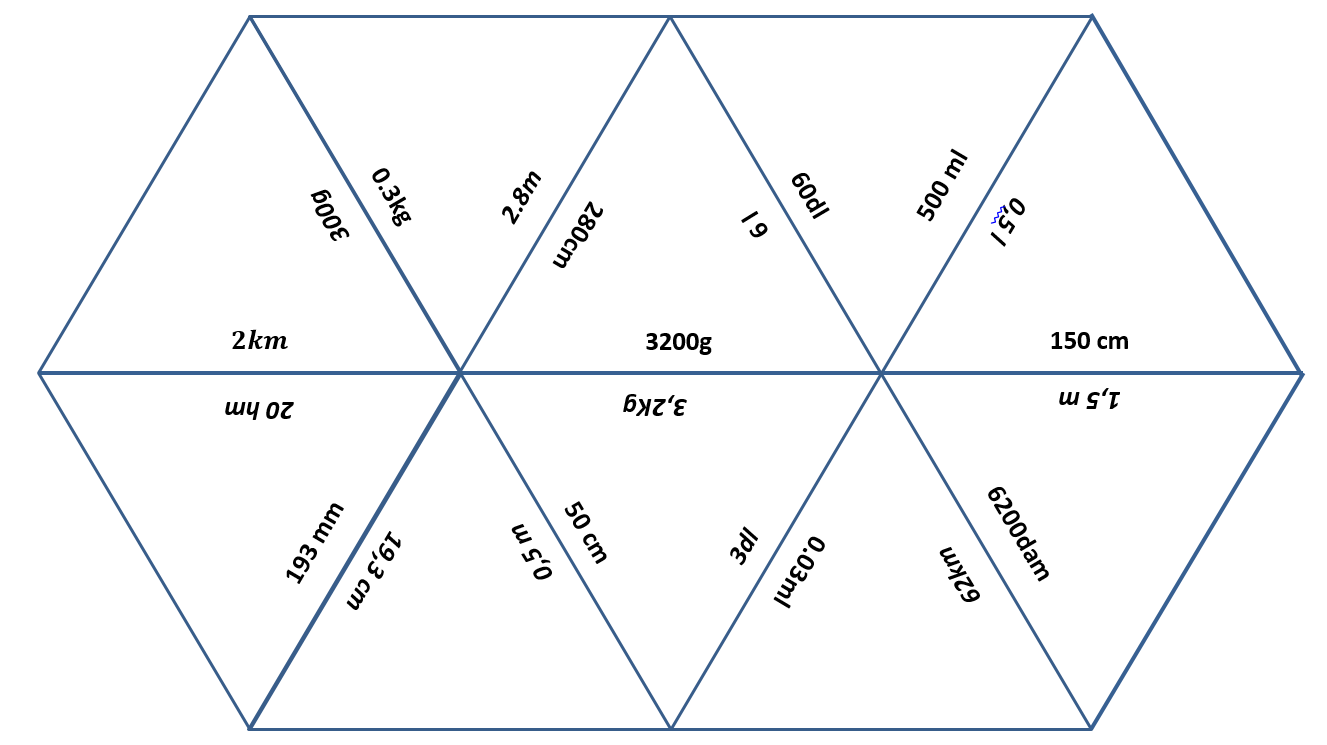 0.3kg
300g
2.8m
280cm
6 l
60dl
500 ml
0.5 l
2km
3200g
150 cm
20 hm
3,2Kg
1,5 m
193 mm
19,3 cm
0,5 m
50 cm
3dl
0.03ml
62km
6200dam